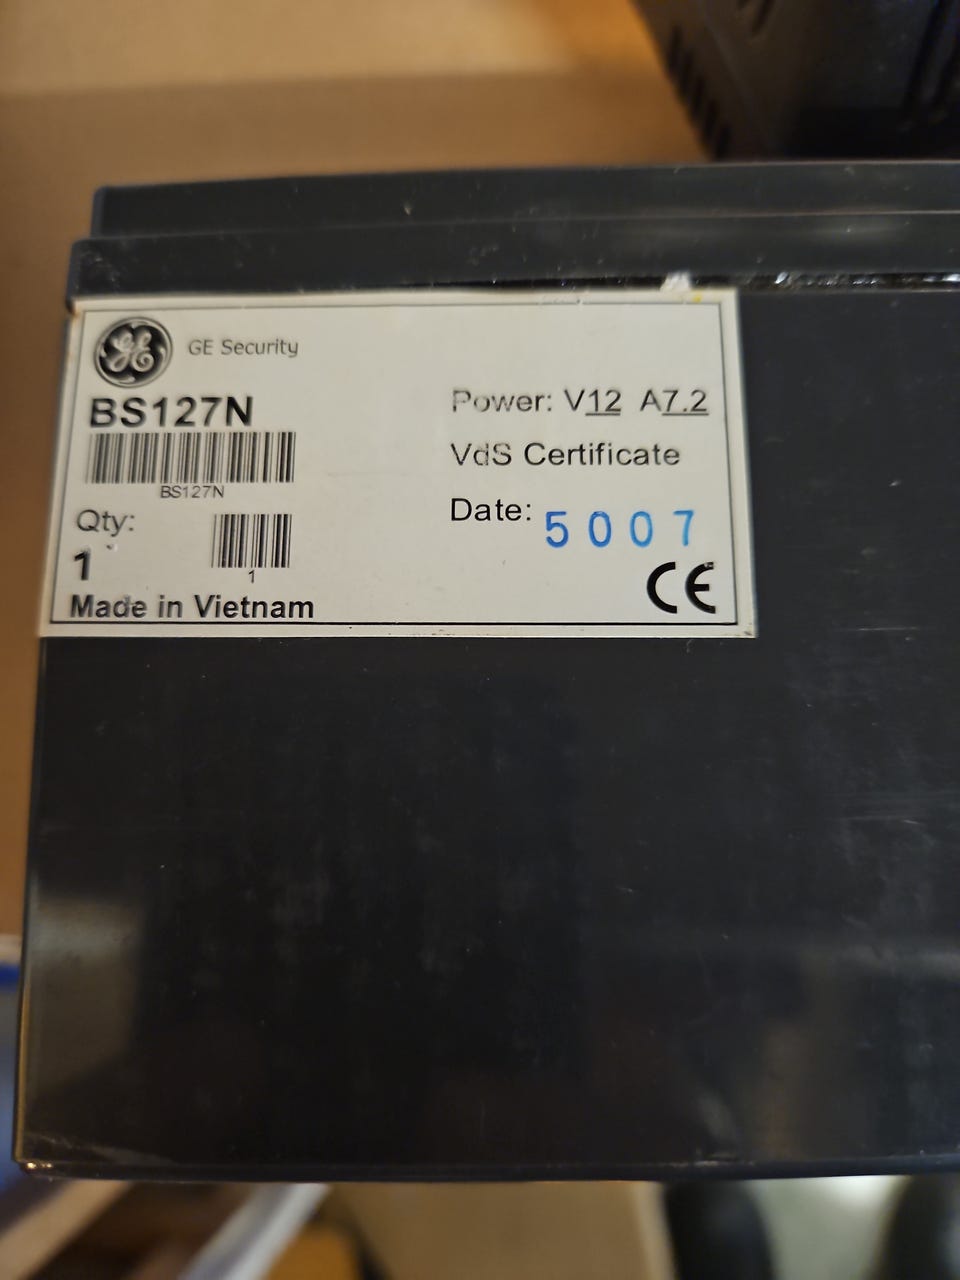 GE
GE Security
BS127N
BS127N
Qty:
1
1
Made in Vietnam
Power: V12 A7.2
VdS Certificate
Date: 5007
CE